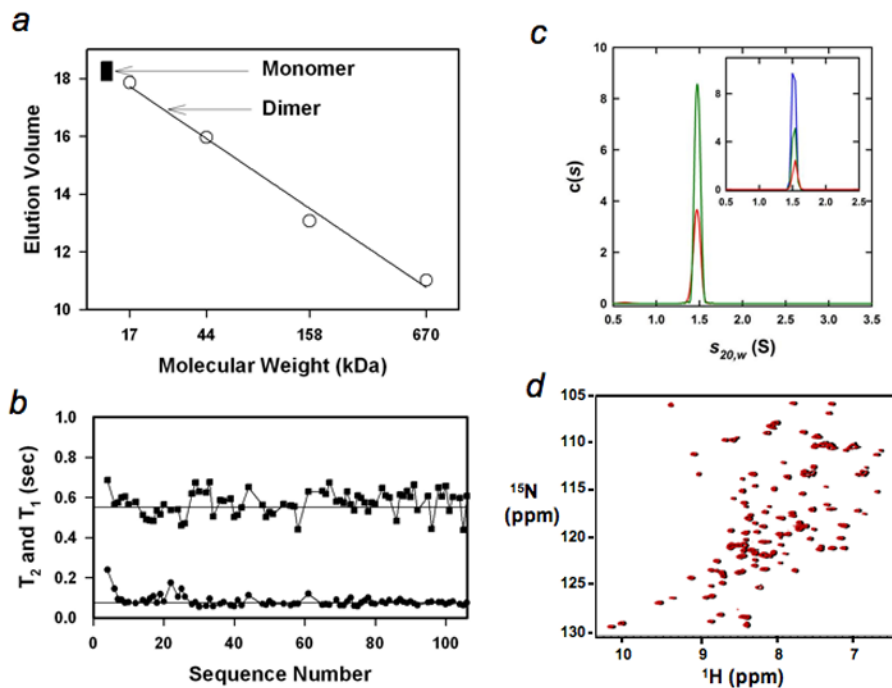 a
Elution Volume
18
16
14
12
10
Monomer
Dimer
17 44 158 670
Molecular Weight (kDa)
b
T2 and T1 (sec)
1.0
0.8
0.6
0.4
0.2
0.0
0 20 40 60 80 100
Sequence Number
c
c(s)
10
8
6
4
2
0
8
4
0
0.5 1.0 1.5 2.0 2.5
0.5 1.0 1.5 2.0 2.5 3.0 3.5
s20,w (S)
d
15N
(ppm)
105
110
115
120
125
130
10 9 8 7
1H (ppm)